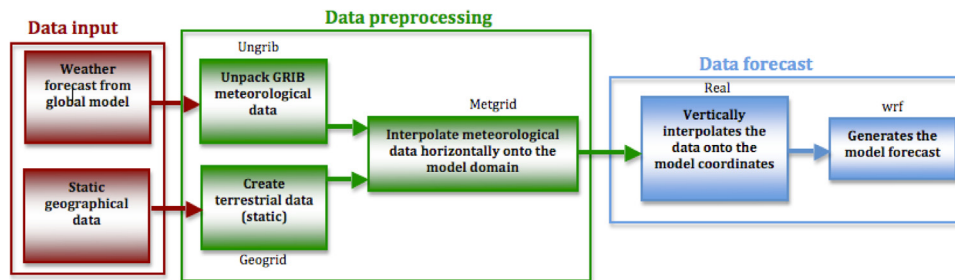 Data input
Weather
forecast from
global model
Static
geographical
data
Data preprocessing
Ungrib
Unpack GRIB
meteorological
data
Create
terrestrial data
(static)
Geogrid
Metgrid
Interpolate meteorological
data horizontally onto the
model domain
Data forecast
Real
Vertically
interpolates the
data onto the
model coordinates
wrf
Generates the
model forecast